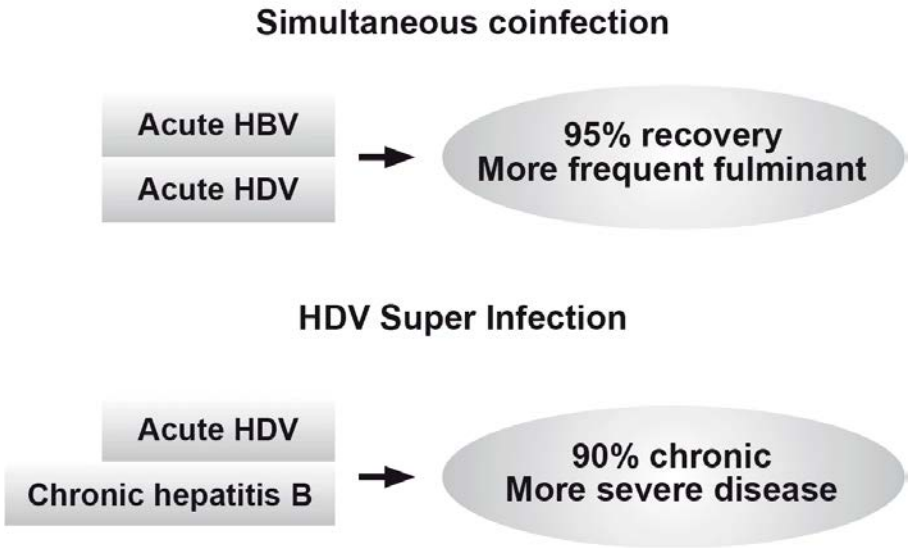 Simultaneous coinfection
Acute HBV
Acute HDV
95% recovery
More frequent fulminant
HDV Super Infection
Acute HDV
Chronic hepatitis B
90% chronic
More severe disease